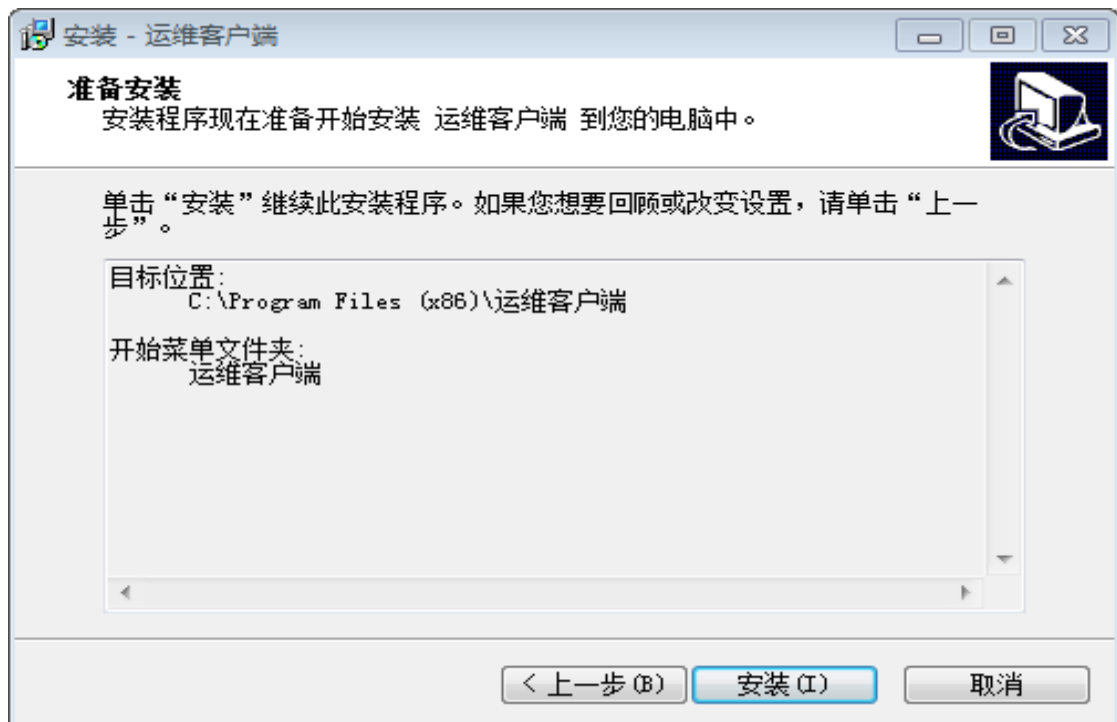 安装 - 运维客户端
准备安装
安装程序现在准备开始安装 运维客户端 到您的电脑中。
单击“安装”继续此安装程序。如果您想要回顾或改变设置，请单击“上一
步”。
目标位置:
C:\Program Files (x86)\运维客户端
开始菜单文件夹:
运维客户端
< 上一步(B)
安装(I)
取消